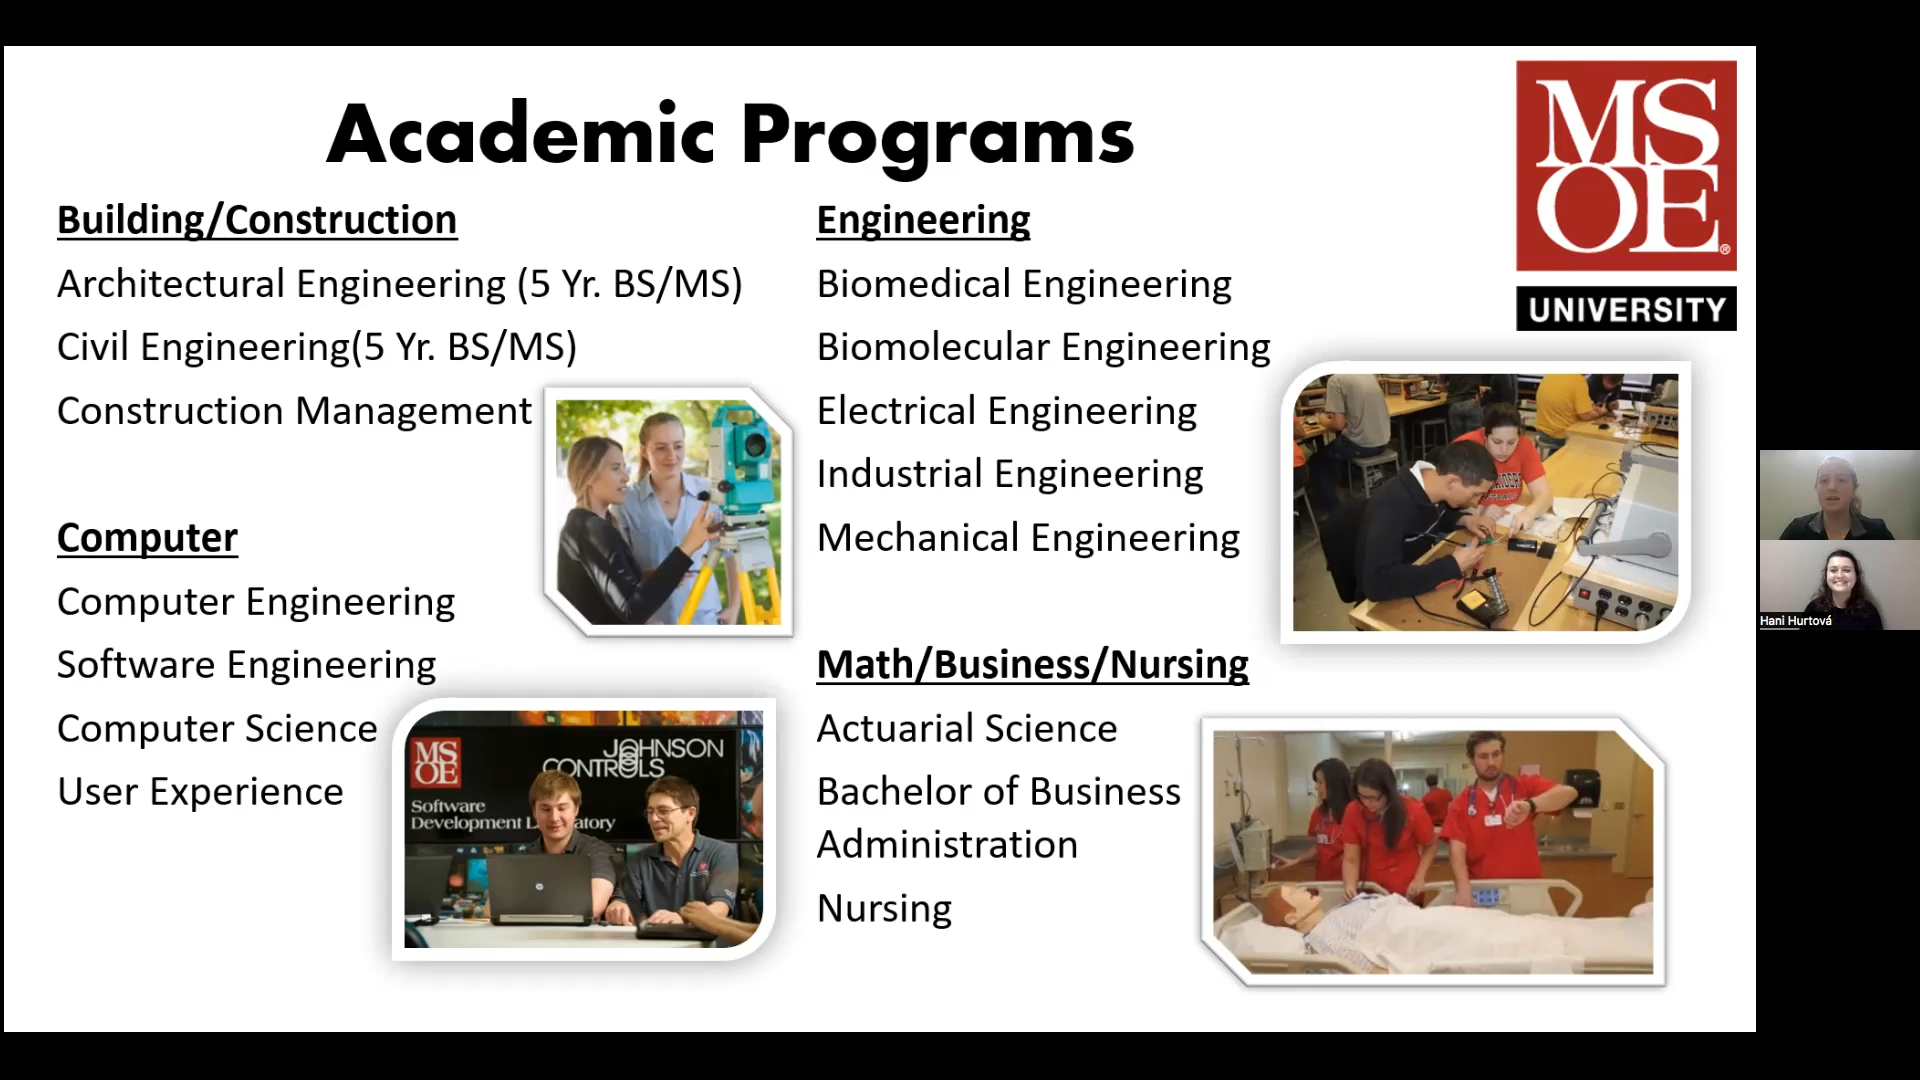 Academic Programs
Building/Construction
Architectural Engineering (5 Yr. BS/MS)
Civil Engineering(5 Yr. BS/MS)
Construction Management
Computer
Computer Engineering
Software Engineering
Computer Science
User Experience
MS
OE
JOHNSON
CONTROLS
Software
Development
Engineering
Biomedical Engineering
Biomolecular Engineering
Electrical Engineering
Industrial Engineering
Mechanical Engineering
Math/Business/Nursing
Actuarial Science
Bachelor of Business
Administration
Nursing
MS
OE®
UNIVERSITY
Hani Hurtová